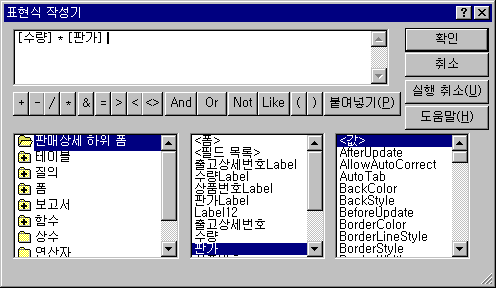 표현식 작성기
[수량] * [판가]
확인
취소
실행 취소(U)
도움말(H)
+ - / * & = > < <> And Or Not Like ( ) 붙여넣기(P)
판매상세 하위 폼
테이블
질의
폼
보고서
함수
상수
연산자
<폼>
<필드 목록>
출고상세번호Label
수량Label
상품번호Label
판가Label
Label12
출고상세번호
수량
판가
<값>
AfterUpdate
AllowAutoCorrect
AutoTab
BackColor
BackStyle
BeforeUpdate
BorderColor
BorderLineStyle
BorderStyle